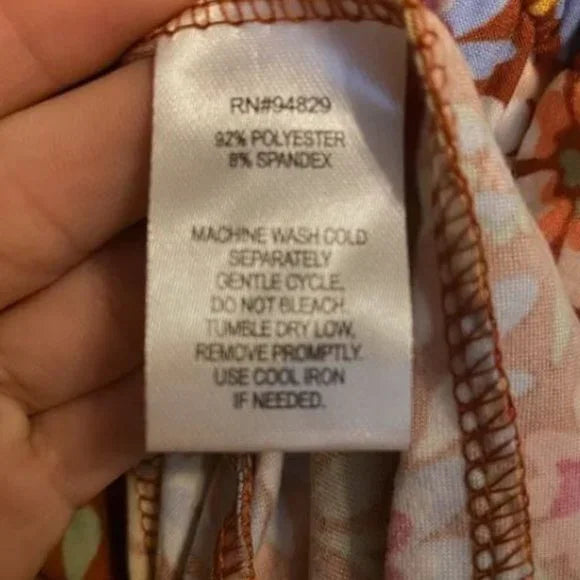 RN#94829
92% POLYESTER
8% SPANDEX
MACHINE WASH COLD
SEPARATELY
GENTLE CYCLE,
DO NOT BLEACH.
TUMBLE DRY LOW,
REMOVE PROMPTLY.
USE COOL IRON
IF NEEDED.